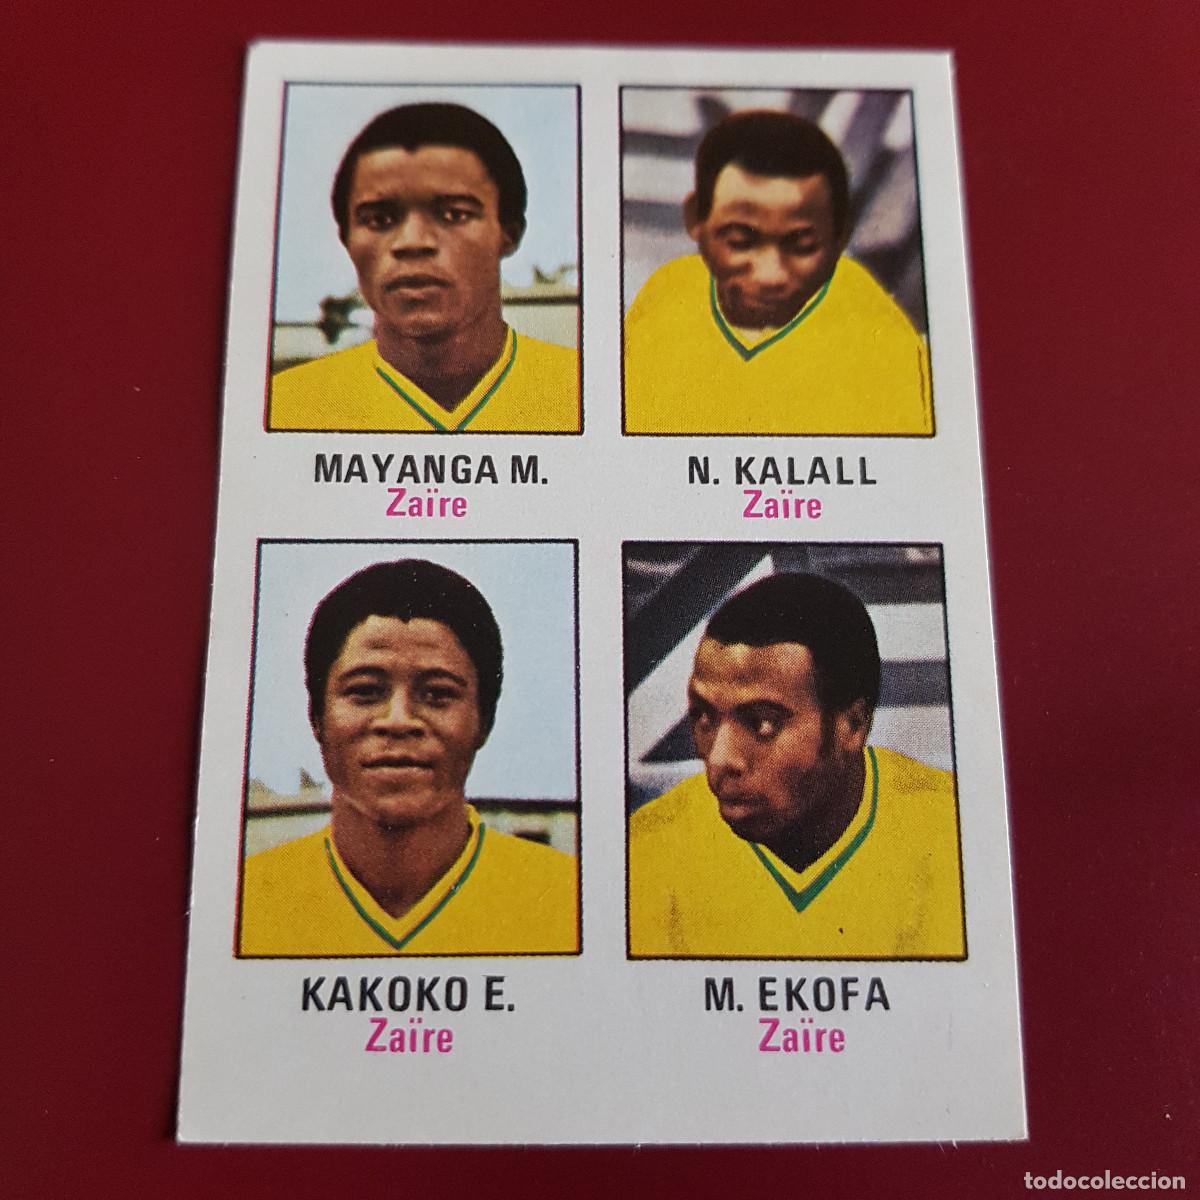 MAYANGA M.
Zaïre
N. KALALL
Zaïre
KAKOKO E.
Zaïre
M. EKOFA
Zaïre
todocoleccion